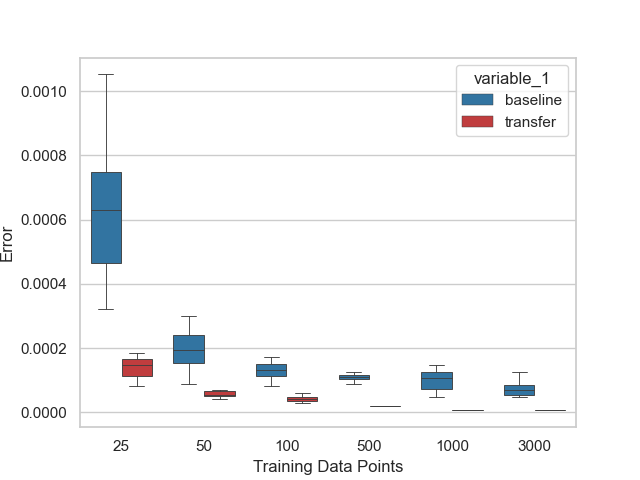 variable_1
baseline
transfer
Error
0.0010
0.0008
0.0006
0.0004
0.0002
0.0000
25 50 100 500 1000 3000
Training Data Points